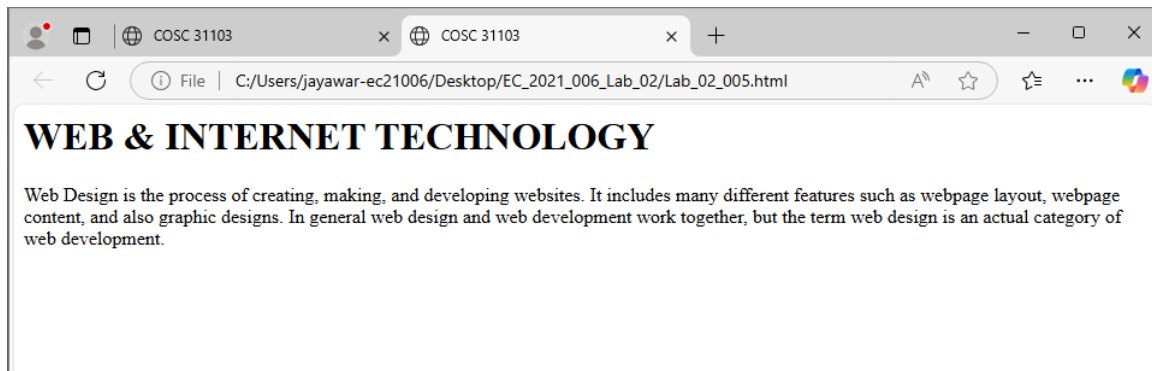 COSC 31103
COSC 31103
File
C:/Users/jayawar-ec21006/Desktop/EC_2021_006_Lab_02/Lab_02_005.html
WEB & INTERNET TECHNOLOGY
Web Design is the process of creating, making, and developing websites. It includes many different features such as webpage layout, webpage
content, and also graphic designs. In general web design and web development work together, but the term web design is an actual category of
web development.